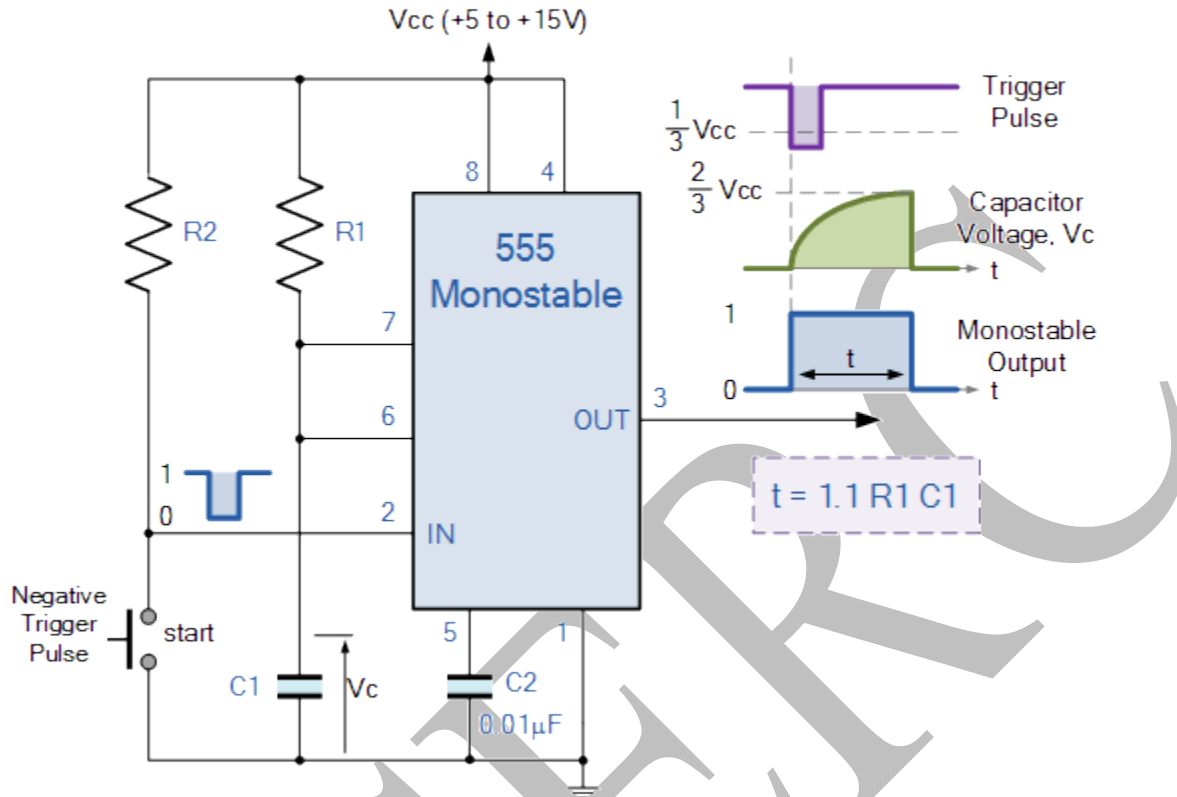 Vcc (+5 to +15V)
Trigger
Pulse
1/3 Vcc
8
4
2/3 Vcc
R2
R1
Capacitor
Voltage, Vc
t
555
Monostable
7
1
Monostable
Output
t
0
t
3
6
OUT
t = 1.1 R1 C1
1
0
2
IN
Negative
Trigger
Pulse
start
5
1
C1
Vc
C2
0.01µF